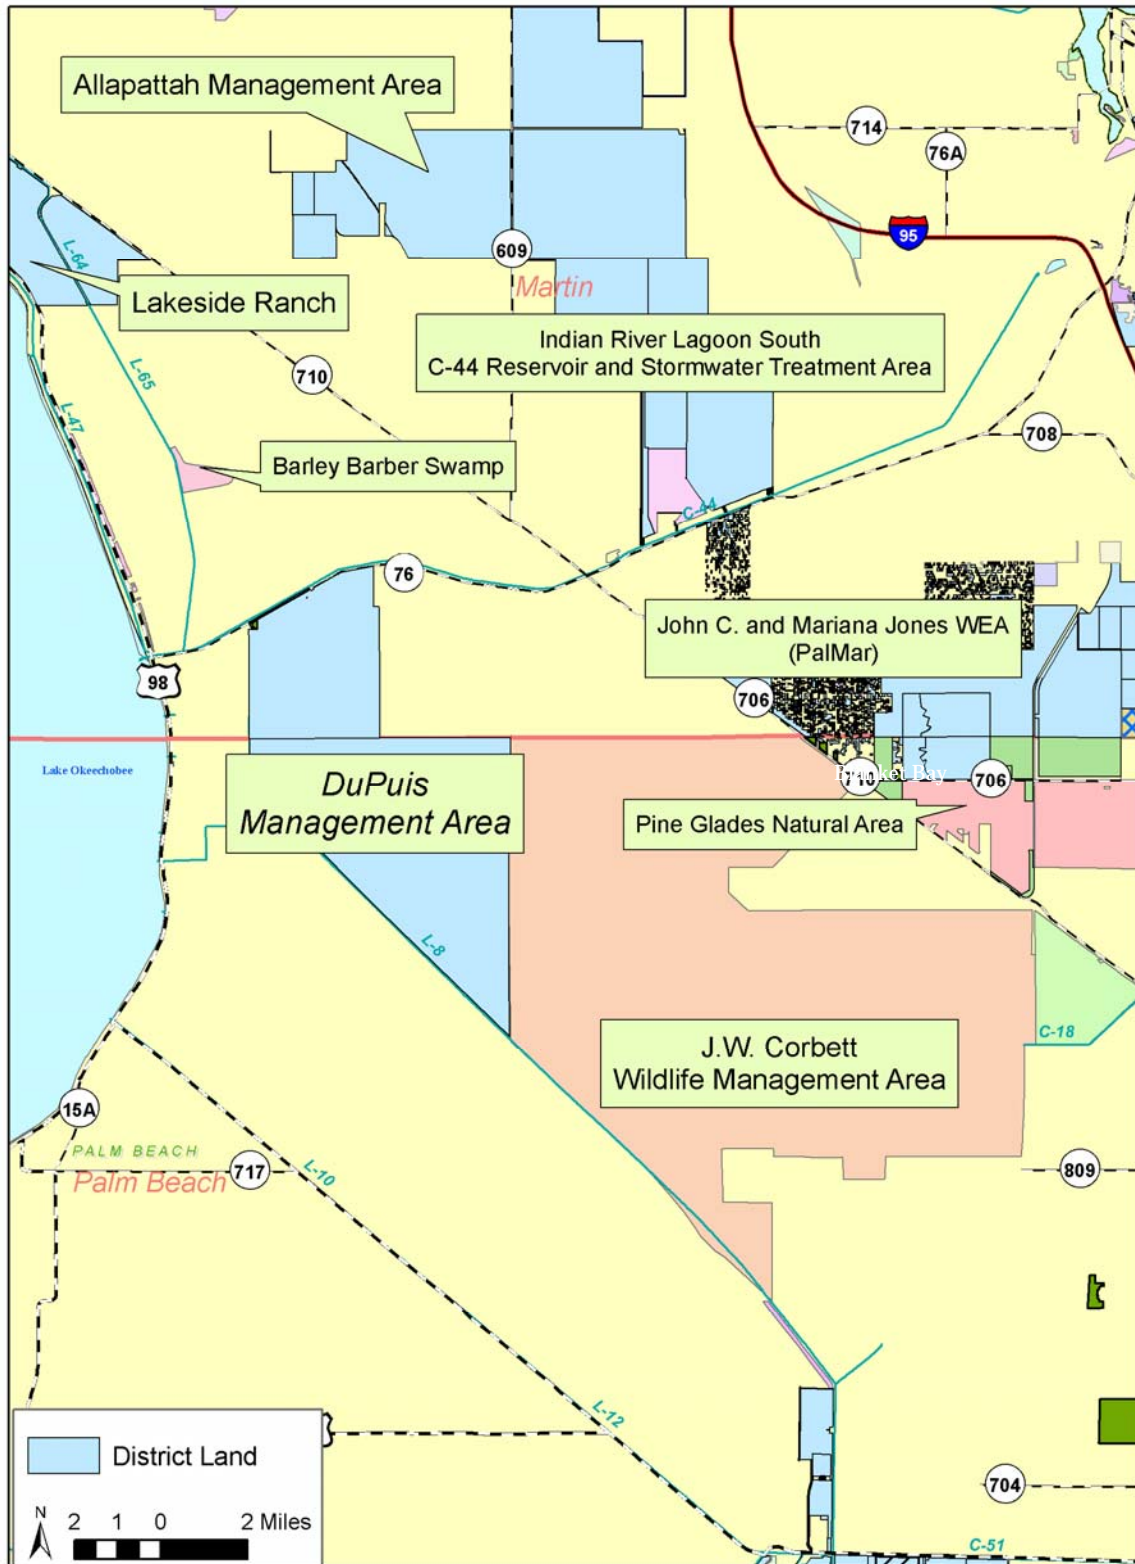 Allapattah Management Area
714
76A
95
609
L-64
Martin
Lakeside Ranch
Indian River Lagoon South
C-44 Reservoir and Stormwater Treatment Area
L-65
710
L-47
708
Barley Barber Swamp
C-44
76
John C. and Mariana Jones WEA
(PalMar)
98
706
Lake Okeechobee
DuPuis
Management Area
710
706
Pine Glades Natural Area
L-8
C-18
J.W. Corbett
Wildlife Management Area
15A
PALM BEACH
717
Palm Beach
L-10
809
L-12
District Land
704
N
2 1 0 2 Miles
C-51